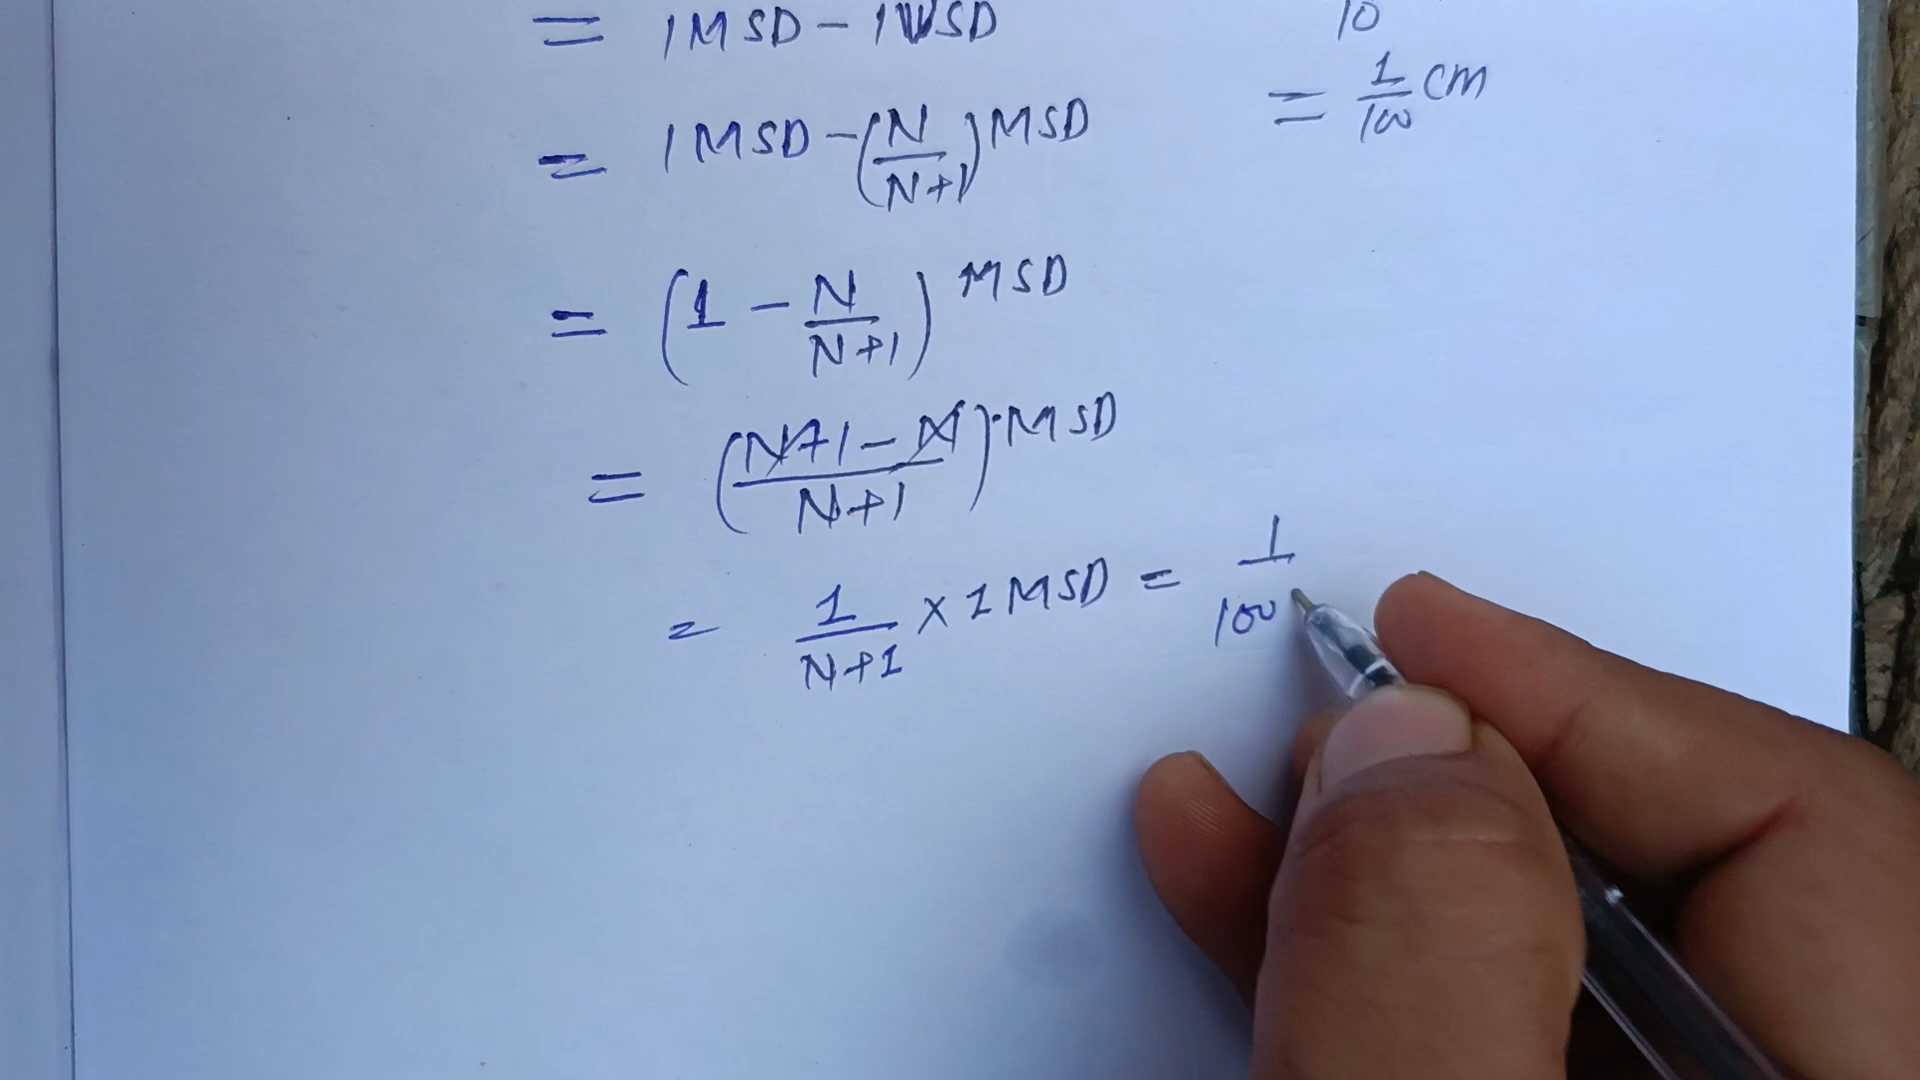 = 1MSD - 1VSD
= 1MSD - (N/N+1) MSD
= (1 - N/N+1) MSD
= (N+1-N/N+1) · MSD
= 1/N+1 × 1MSD = 1/100
10
= 1/100 cm